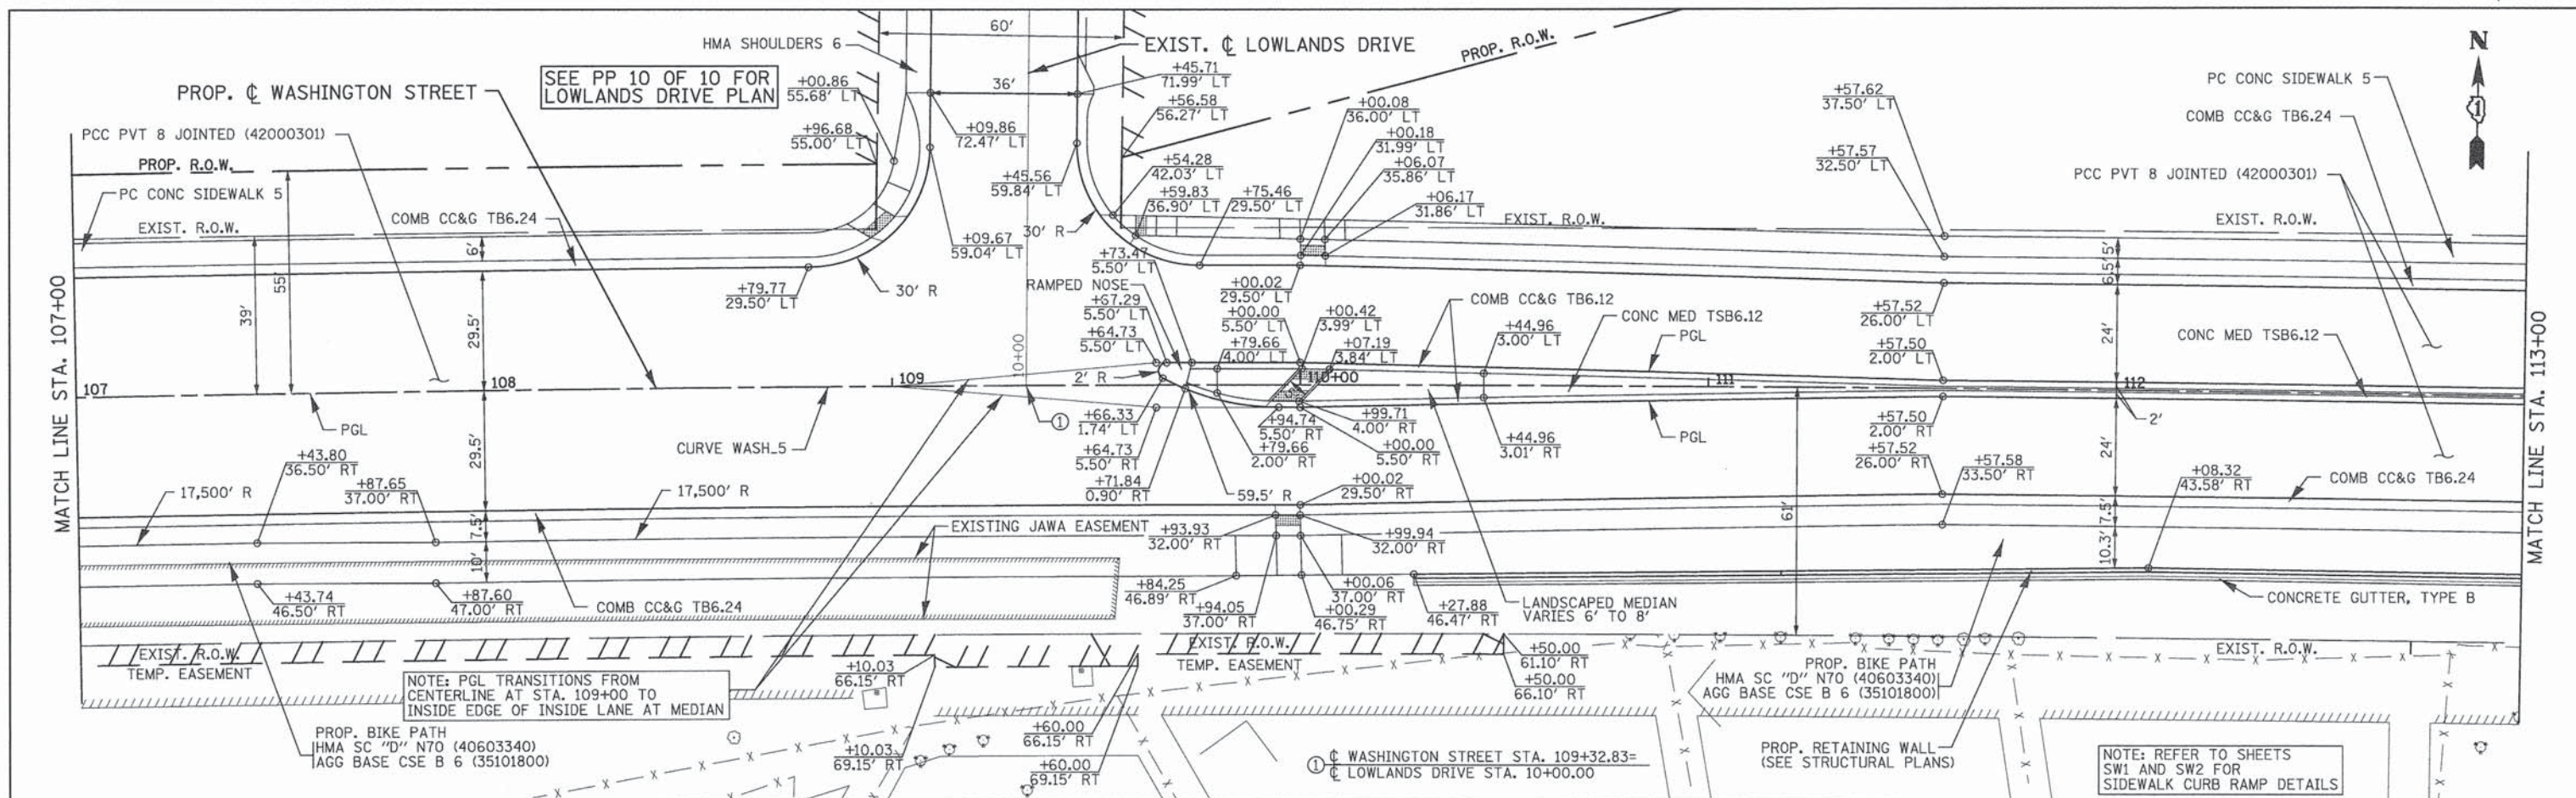 60'
HMA SHOULDERS 6
EXIST. ℄ LOWLANDS DRIVE
PROP. R.O.W.
N
PROP. ℄ WASHINGTON STREET
SEE PP 10 OF 10 FOR
LOWLANDS DRIVE PLAN
+00.86
55.68' LT
36'
+45.71
71.99' LT
+56.58
56.27' LT
+00.08
36.00' LT
+57.62
37.50' LT
PC CONC SIDEWALK 5
COMB CC&G TB6.24
PCC PVT 8 JOINTED (42000301)
+96.68
55.00' LT
+09.86
72.47' LT
+00.18
31.99' LT
+57.57
32.50' LT
PROP. R.O.W.
+54.28
42.03' LT
+06.07
35.86' LT
PCC PVT 8 JOINTED (42000301)
PC CONC SIDEWALK 5
+45.56
59.84' LT
+59.83
36.90' LT
+75.46
29.50' LT
+06.17
31.86' LT
COMB CC&G TB6.24
EXIST. R.O.W.
EXIST. R.O.W.
EXIST. R.O.W.
30' R
+09.67
59.04' LT
6'
55'
39'
29.5'
+73.47
5.50' LT
5'
6.5'
MATCH LINE STA. 107+00
+79.77
29.50' LT
30' R
RAMPED NOSE
+67.29
5.50' LT
+00.02
29.50' LT
+00.00
5.50' LT
+00.42
3.99' LT
COMB CC&G TB6.12
CONC MED TSB6.12
+57.52
26.00' LT
24'
MATCH LINE STA. 113+00
10+00
+64.73
5.50' LT
+79.66
4.00' LT
+07.19
3.84' LT
+44.96
3.00' LT
PGL
+57.50
2.00' LT
CONC MED TSB6.12
107
108
109
2' R
110+00
111
112
PGL
①
+66.33
1.74' LT
+94.74
5.50' RT
+99.71
4.00' RT
+57.50
2.00' RT
2'
CURVE WASH_5
+64.73
5.50' RT
+79.66
2.00' RT
+00.00
5.50' RT
+44.96
3.01' RT
PGL
+57.52
26.00' RT
24'
29.5'
+43.80
36.50' RT
+87.65
37.00' RT
+71.84
0.90' RT
59.5' R
+00.02
29.50' RT
+57.58
33.50' RT
+08.32
43.58' RT
COMB CC&G TB6.24
17,500' R
17,500' R
7.5'
10'
EXISTING JAWA EASEMENT
+93.93
32.00' RT
+99.94
32.00' RT
61'
7.5'
10.3'
+43.74
46.50' RT
+87.60
47.00' RT
COMB CC&G TB6.24
+84.25
46.89' RT
+94.05
37.00' RT
+00.06
37.00' RT
+00.29
46.75' RT
+27.88
46.47' RT
LANDSCAPED MEDIAN
VARIES 6' TO 8'
CONCRETE GUTTER, TYPE B
EXIST. R.O.W.
TEMP. EASEMENT
EXIST. R.O.W.
TEMP. EASEMENT
EXIST. R.O.W.
+10.03
66.15' RT
+50.00
61.10' RT
+50.00
66.10' RT
PROP. BIKE PATH
HMA SC "D" N70 (40603340)
AGG BASE CSE B 6 (35101800)
NOTE: PGL TRANSITIONS FROM
CENTERLINE AT STA. 109+00 TO
INSIDE EDGE OF INSIDE LANE AT MEDIAN
PROP. BIKE PATH
HMA SC "D" N70 (40603340)
AGG BASE CSE B 6 (35101800)
+10.03
69.15' RT
+60.00
66.15' RT
+60.00
69.15' RT
① ℄ WASHINGTON STREET STA. 109+32.83=
℄ LOWLANDS DRIVE STA. 10+00.00
PROP. RETAINING WALL
(SEE STRUCTURAL PLANS)
NOTE: REFER TO SHEETS
SW1 AND SW2 FOR
SIDEWALK CURB RAMP DETAILS